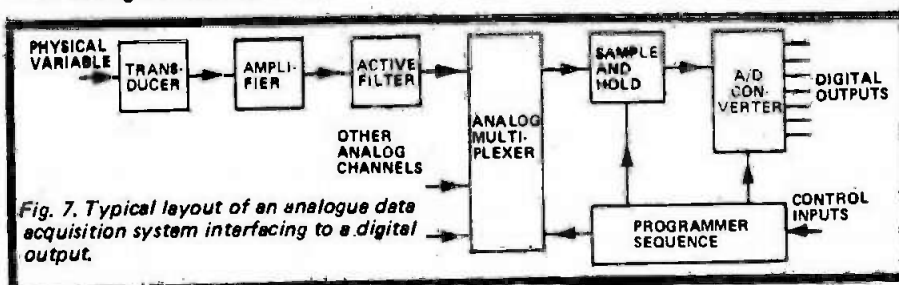 PHYSICAL
VARIABLE
TRANS-
DUCER
AMPLI-
FIER
ACTIVE
FILTER
OTHER
ANALOG
CHANNELS
ANALOG
MULTI-
PLEXER
SAMPLE
AND
HOLD
A/D
CON-
VERTER
DIGITAL
OUTPUTS
CONTROL
INPUTS
PROGRAMMER
SEQUENCE
Fig. 7. Typical layout of an analogue data
acquisition system interfacing to a digital
output.